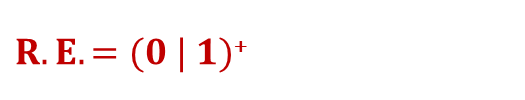 R. E. = (0 | 1)⁺